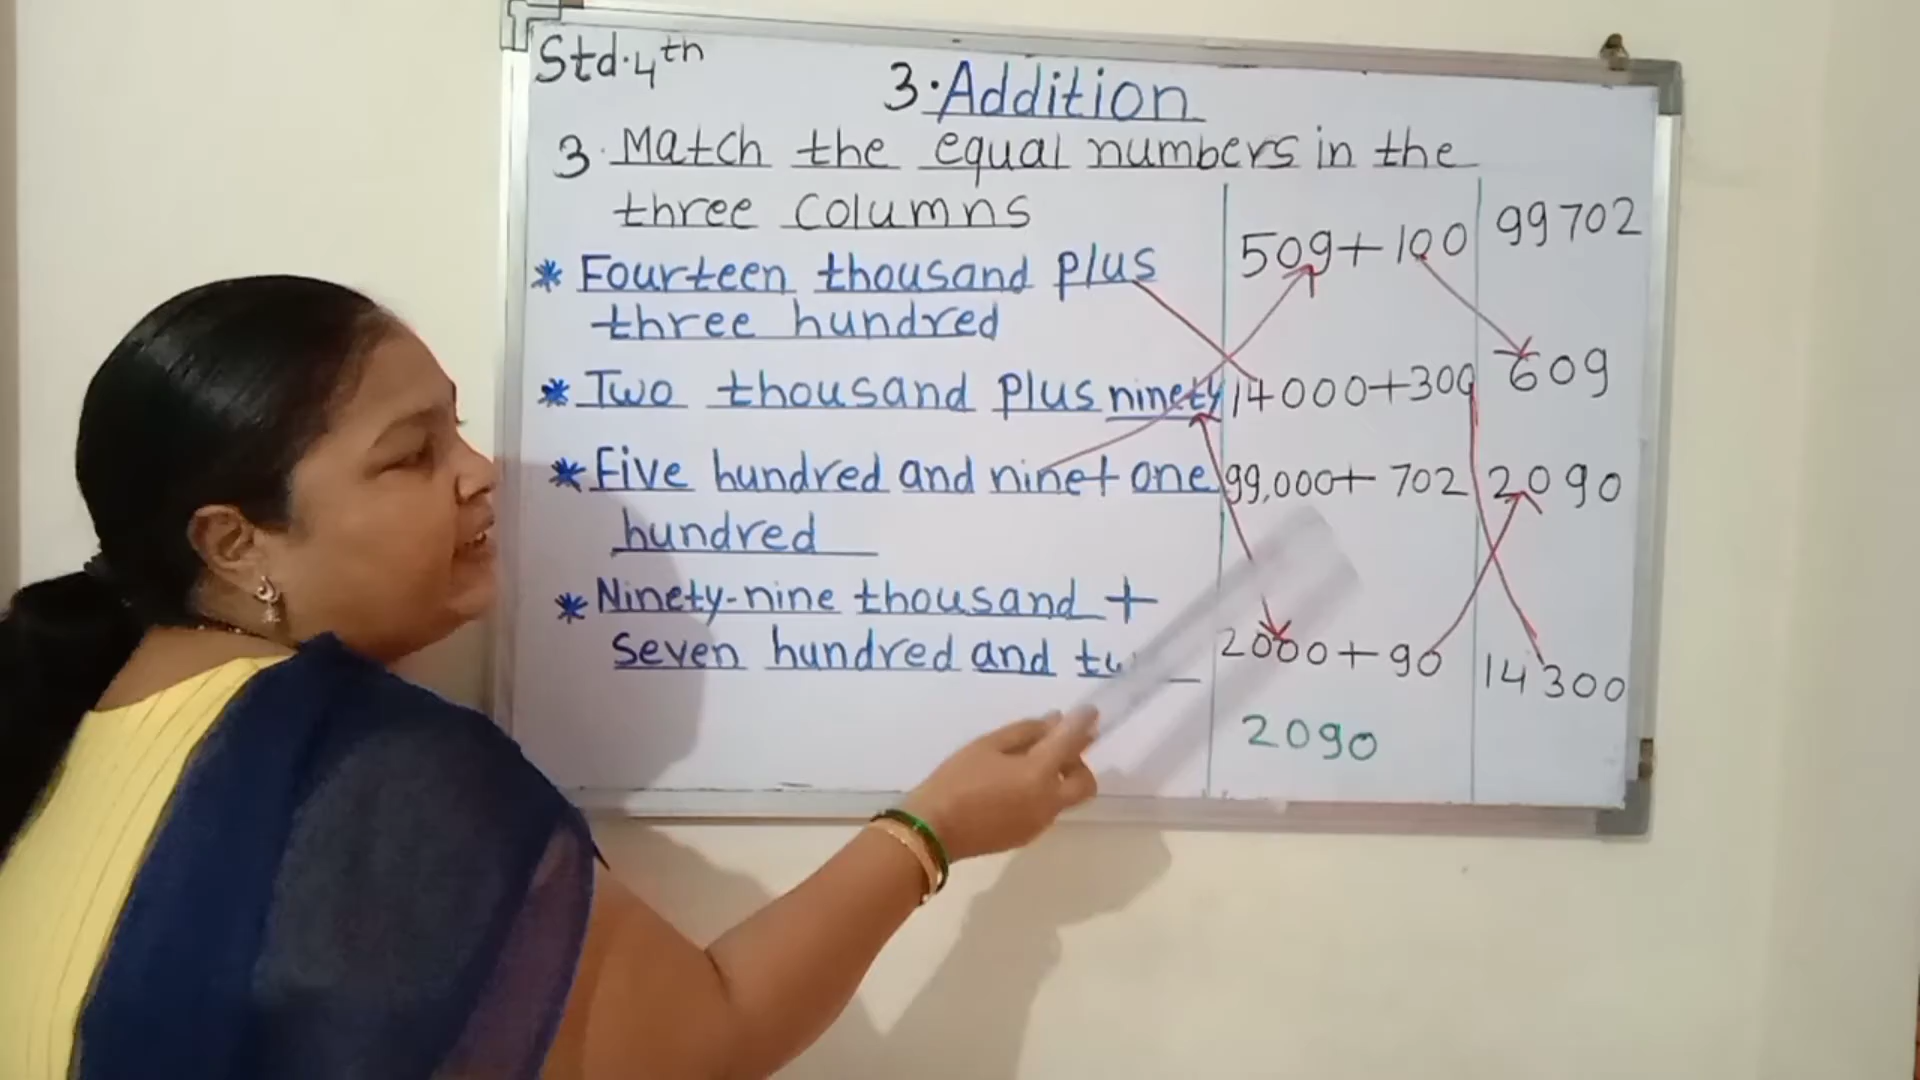 Std. 4th
3. Addition
3. Match the equal numbers in the
three columns
* Fourteen thousand plus
three hundred
* Two thousand plus ninety
* Five hundred and nine + one
hundred
* Ninety-nine thousand +
seven hundred and
509+100
14000+300
99,000+ 702
2000+90
2090
99702
609
2090
14300